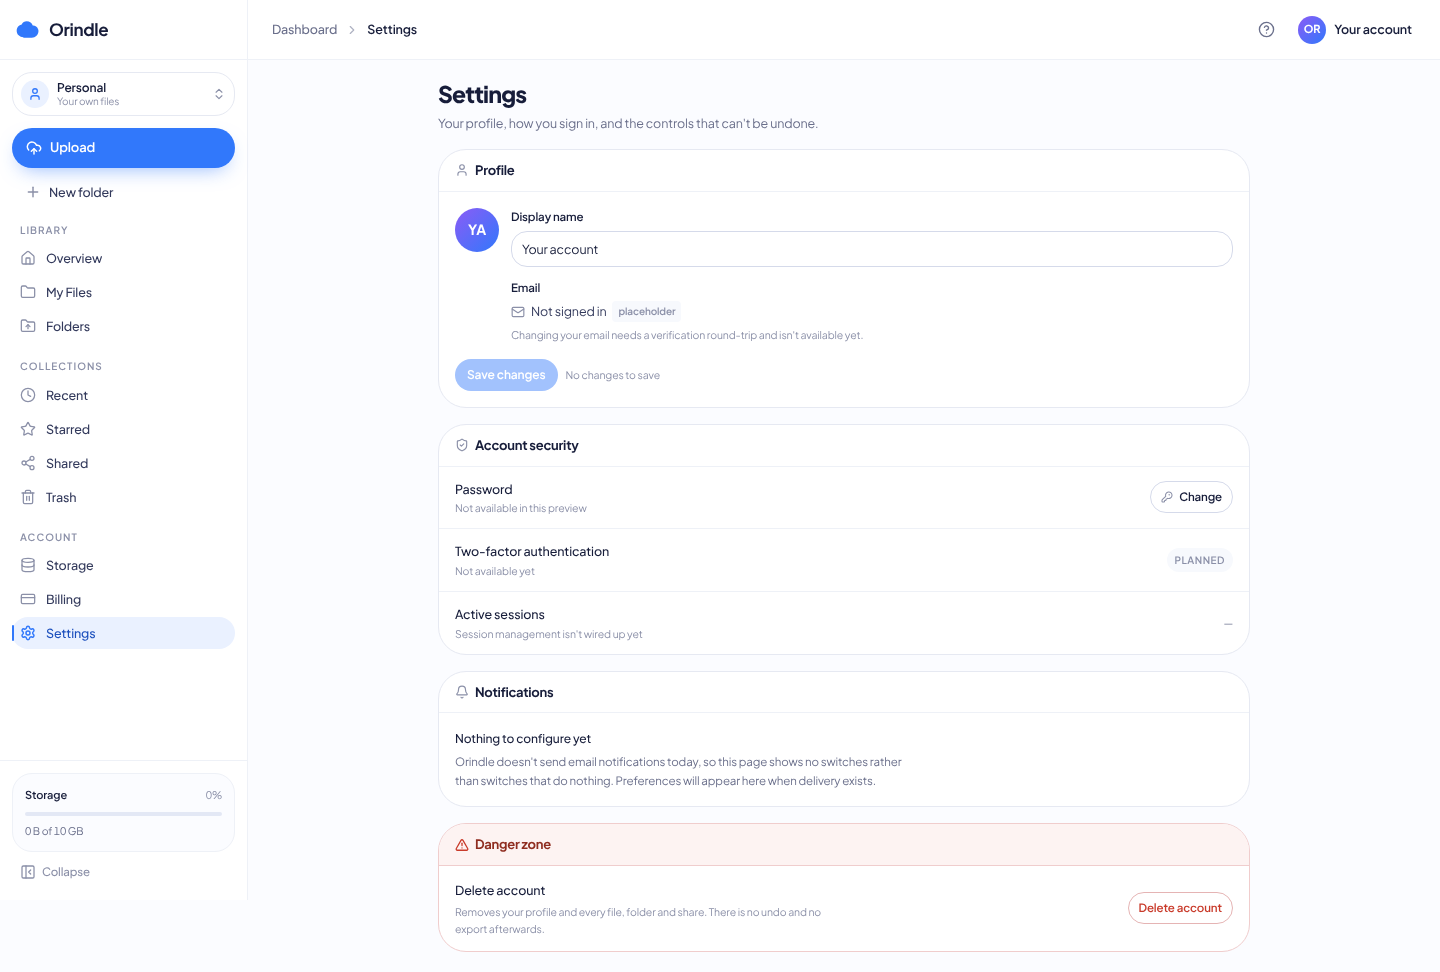 Orindle
Dashboard
Settings
OR
Your account
Personal
Your own files
Upload
New folder
LIBRARY
Overview
My Files
Folders
COLLECTIONS
Recent
Starred
Shared
Trash
ACCOUNT
Storage
Billing
Settings
Storage
0%
0 B of 10 GB
Collapse
Settings
Your profile, how you sign in, and the controls that can't be undone.
Profile
YA
Display name
Your account
Email
Not signed in
placeholder
Changing your email needs a verification round-trip and isn't available yet.
Save changes
No changes to save
Account security
Password
Not available in this preview
Change
Two-factor authentication
Not available yet
PLANNED
Active sessions
Session management isn't wired up yet
—
Notifications
Nothing to configure yet
Orindle doesn't send email notifications today, so this page shows no switches rather
than switches that do nothing. Preferences will appear here when delivery exists.
Danger zone
Delete account
Removes your profile and every file, folder and share. There is no undo and no
export afterwards.
Delete account